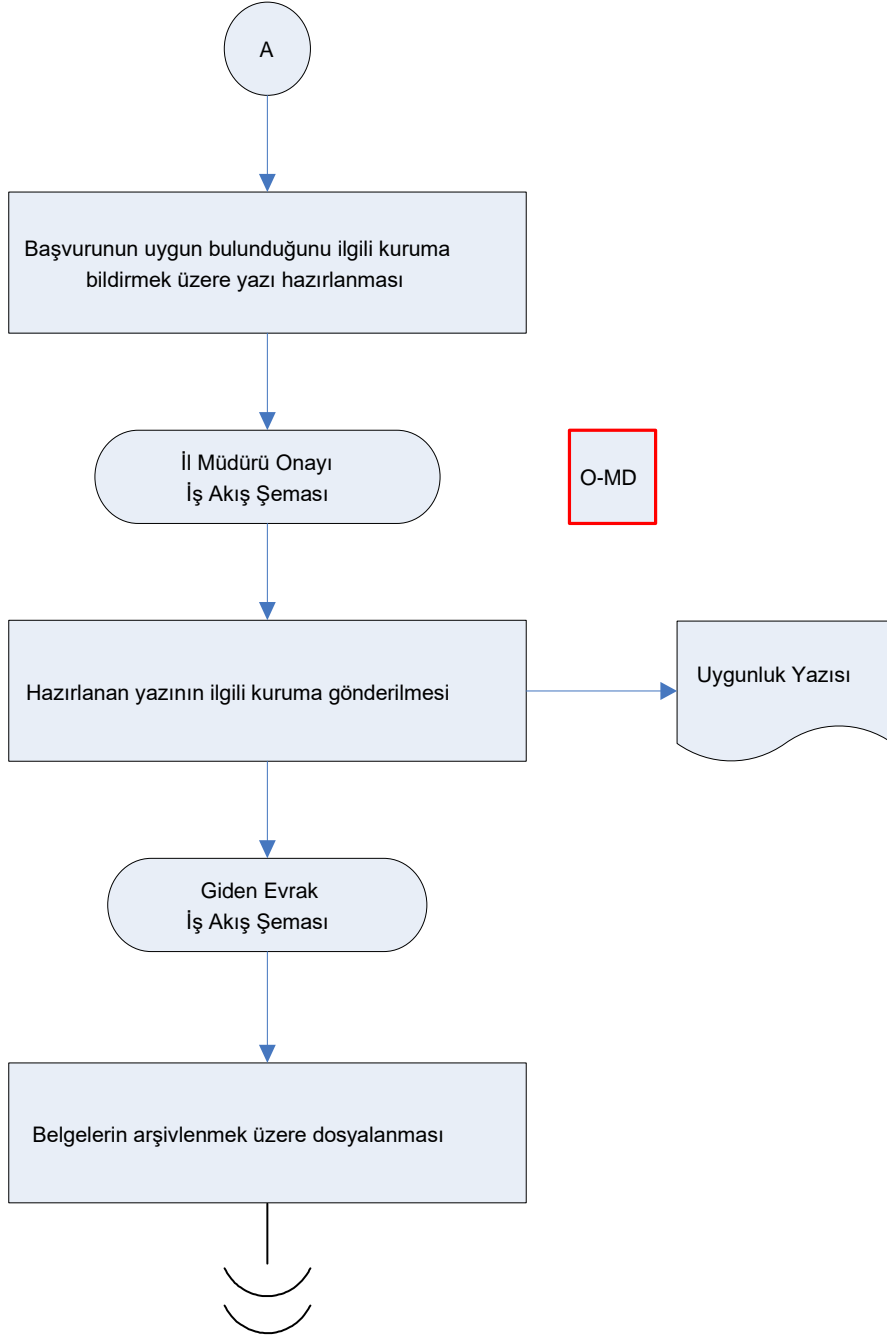 A
Başvurunun uygun bulunduğunu ilgili kuruma
bildirmek üzere yazı hazırlanması
İl Müdürü Onayı
İş Akış Şeması
O-MD
Hazırlanan yazının ilgili kuruma gönderilmesi
Uygunluk Yazısı
Giden Evrak
İş Akış Şeması
Belgelerin arşivlenmek üzere dosyalanması